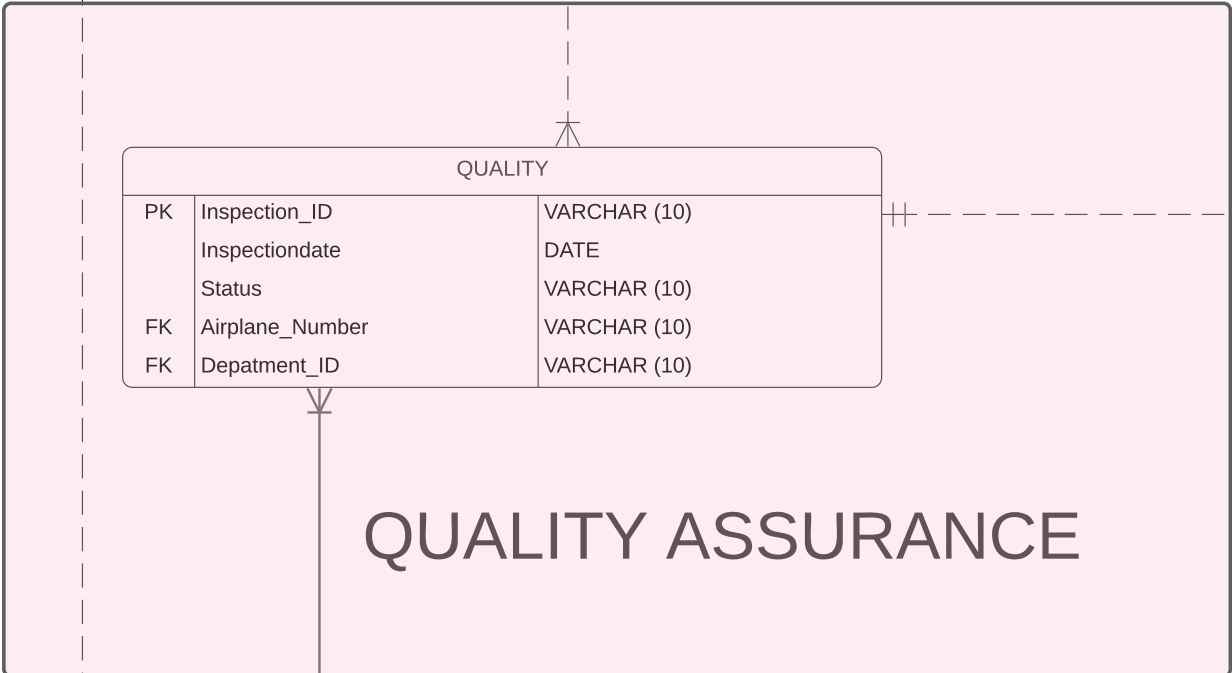 QUALITY
PK Inspection_ID VARCHAR (10)
Inspectiondate DATE
Status VARCHAR (10)
FK Airplane_Number VARCHAR (10)
FK Depatment_ID VARCHAR (10)
QUALITY ASSURANCE